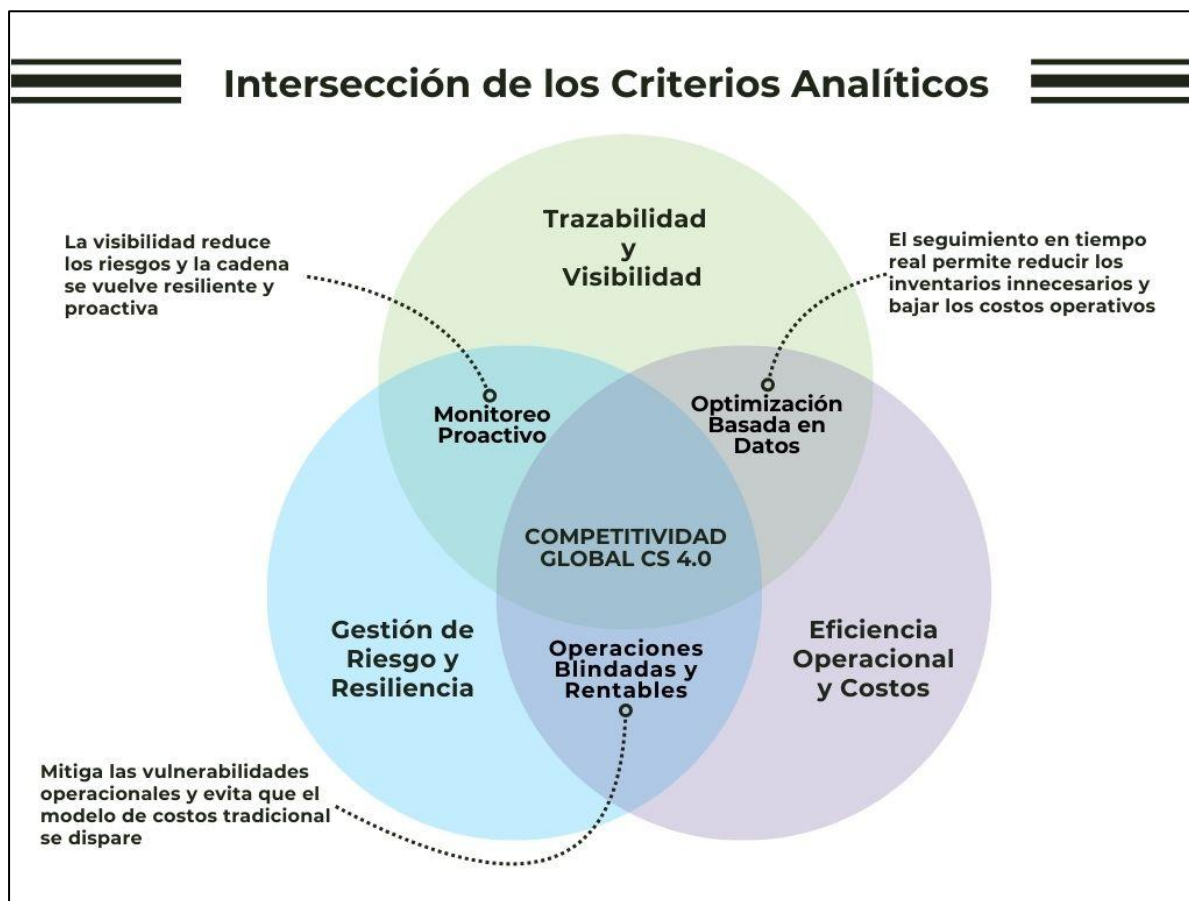 Intersección de los Criterios Analíticos
Trazabilidad
y
Visibilidad
La visibilidad reduce
los riesgos y la cadena
se vuelve resiliente y
proactiva
El seguimiento en tiempo
real permite reducir los
inventarios innecesarios y
bajar los costos operativos
Monitoreo
Proactivo
Optimización
Basada en
Datos
COMPETITIVIDAD
GLOBAL CS 4.0
Gestión de
Riesgo y
Resiliencia
Operaciones
Blindadas y
Rentables
Eficiencia
Operacional
y Costos
Mitiga las vulnerabilidades
operacionales y evita que el
modelo de costos tradicional
se dispare